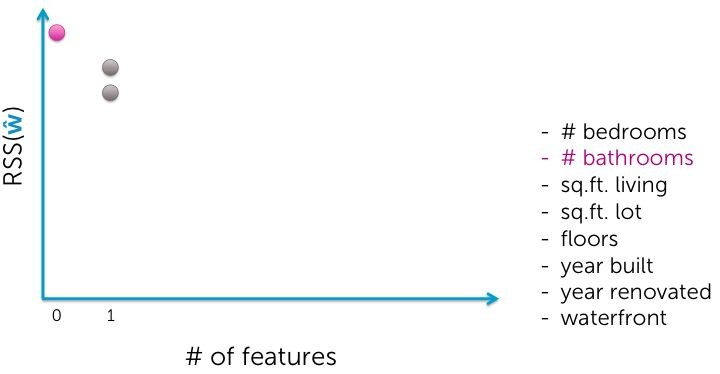 RSS(ŵ)
0 1
# of features
- # bedrooms
- # bathrooms
- sq.ft. living
- sq.ft. lot
- floors
- year built
- year renovated
- waterfront